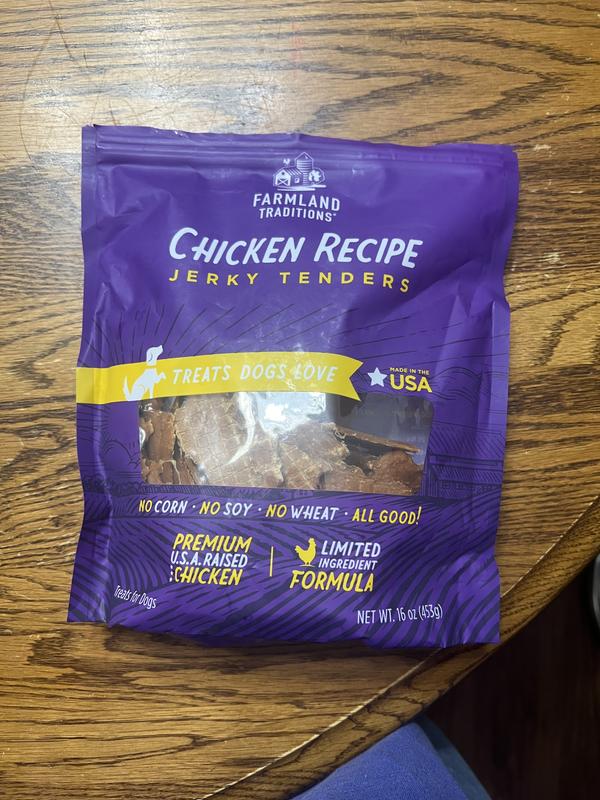 FARMLAND
TRADITIONS™
CHICKEN RECIPE
JERKY TENDERS
TREATS DOGS LOVE
MADE IN THE
USA
NO CORN · NO SOY · NO WHEAT · ALL GOOD!
PREMIUM
U.S.A. RAISED
CHICKEN
LIMITED
INGREDIENT
FORMULA
Treats for Dogs
NET WT. 16 oz (453g)